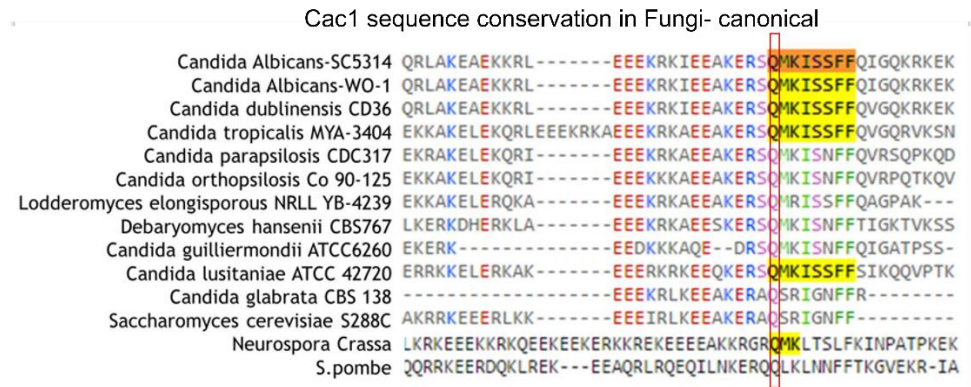 Cac1 sequence conservation in Fungi- canonical
Candida Albicans-SC5314 QRLAKEAEKKRL-------EEEKRKIEEAKERSQMKISSFFQIGQKRKEK
Candida Albicans-WO-1 QRLAKEAEKKRL-------EEEKRKIEEAKERSQMKISSFFQIGQKRKEK
Candida dublinensis CD36 QRLAKEAEKKRL-------EEEKRKIEEAKERSQMKISSFFQVGQKRKEK
Candida tropicalis MYA-3404 EKKAKELEKQRLEEEKRKAEEEKRKAEEAKERSQMKISSFFQVGQRVKSN
Candida parapsilosis CDC317 EKRAKELEKQRI-------EEEKRKAEEAKERSQMKISNFFQVRSQPKQD
Candida orthopsilosis Co 90-125 EKKAKELEKQRI-------EEEKKKAEEAKERSQMKISNFFQVRPQTKQV
Lodderomyces elongisporous NRLL YB-4239 EKKAKELERQKA-------EEEKRKAEEAKERSQMRISSFFQAGPAK---
Debaryomyces hansenii CBS767 LKERKDHERKLA-------EEEKRKAEESKERSQMKISNFFTIGKTVKSS
Candida guilliermondii ATCC6260 EKERK--------------EEDKKKAQE--DRSQMKISNFFQIGATPSS-
Candida lusitaniae ATCC 42720 ERRKKELERKAK-------EEERKRKEEQKERSQMKISSFFSIKQQVPTK
Candida glabrata CBS 138 -------------------EEEKRLKEEAKERAQSRIGNFFR--------
Saccharomyces cerevisiae S288C AKRRKEEERLKK-------EEEIRLKEEAKERAQSRIGNFF---------
Neurospora Crassa LKRKEEEKKRKQEEKEEKERKKREKEEEEAKKRGRQMKLTSLFKINPATPKEK
S.pombe QQRRKEERDQKLREK---EEAQRLRQEQILNKERQQLKLNNFFTKGVEKR-IA